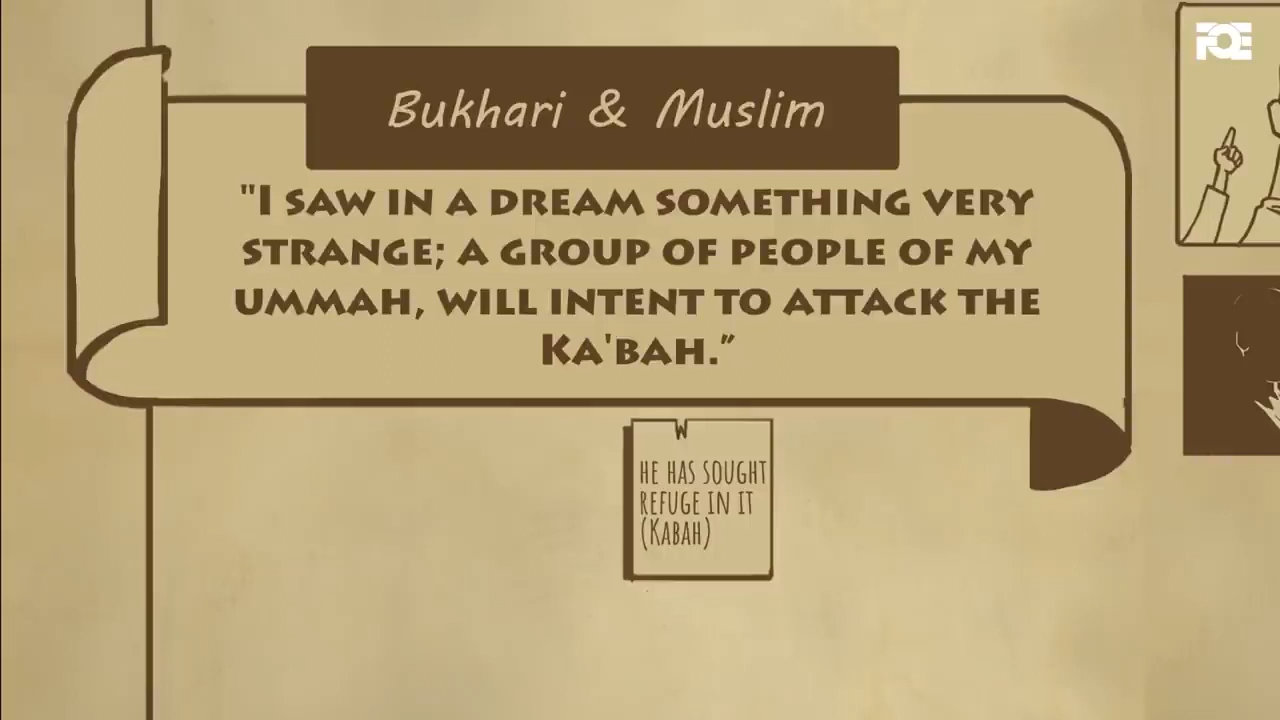 FQE
Bukhari & Muslim
"I SAW IN A DREAM SOMETHING VERY
STRANGE; A GROUP OF PEOPLE OF MY
UMMAH, WILL INTENT TO ATTACK THE
KA'BAH.”
HE HAS SOUGHT
REFUGE IN IT
(KABAH)